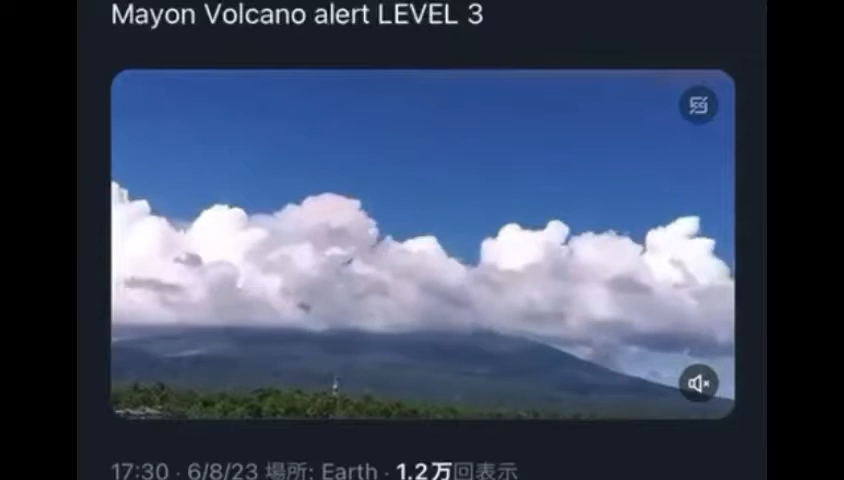 Mayon Volcano alert LEVEL 3
17:30 · 6/8/23 場所: Earth · 1.2万回表示